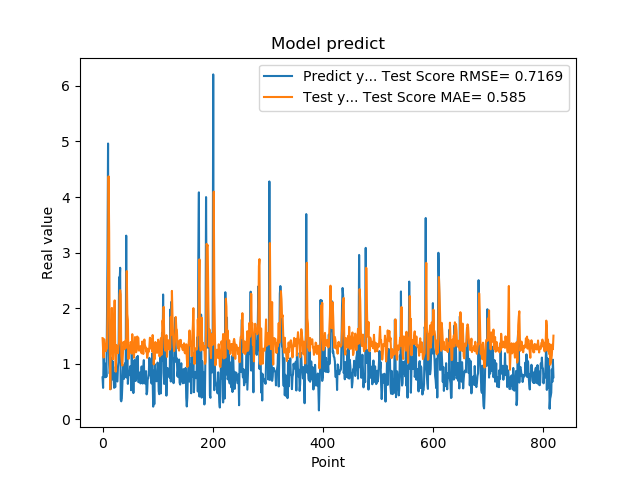 Model predict
Predict y... Test Score RMSE= 0.7169
Test y... Test Score MAE= 0.585
Real value
6
5
4
3
2
1
0
0 200 400 600 800
Point